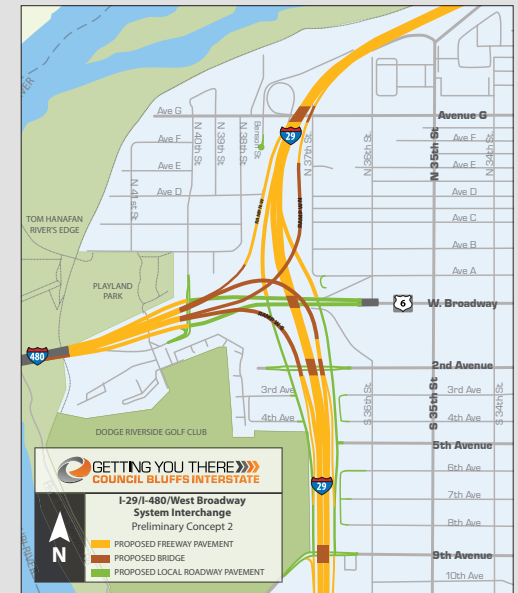 Avenue G
Ave G
29
Ave F
Ave F
Ave E
Ave E
Ave D
Ave D
Ave C
Ave B
Ave A
N 41st St
N 40th St
N 39th St
N 38th St
Benson St.
N 37th St
N 36th St
N 35th St
N 34th St
RAMP W-N
TOM HANAFAN
RIVER'S EDGE
PLAYLAND
PARK
480
6
W. Broadway
2nd Avenue
3rd Ave
3rd Ave
4th Ave
4th Ave
S 36th St
S 35th St
S 34th St
5th Avenue
DODGE RIVERSIDE GOLF CLUB
6th Ave
29
7th Ave
8th Ave
9th Avenue
10th Ave
GETTING YOU THERE
COUNCIL BLUFFS INTERSTATE
I-29/I-480/West Broadway
System Interchange
Preliminary Concept 2
PROPOSED FREEWAY PAVEMENT
PROPOSED BRIDGE
PROPOSED LOCAL ROADWAY PAVEMENT
N